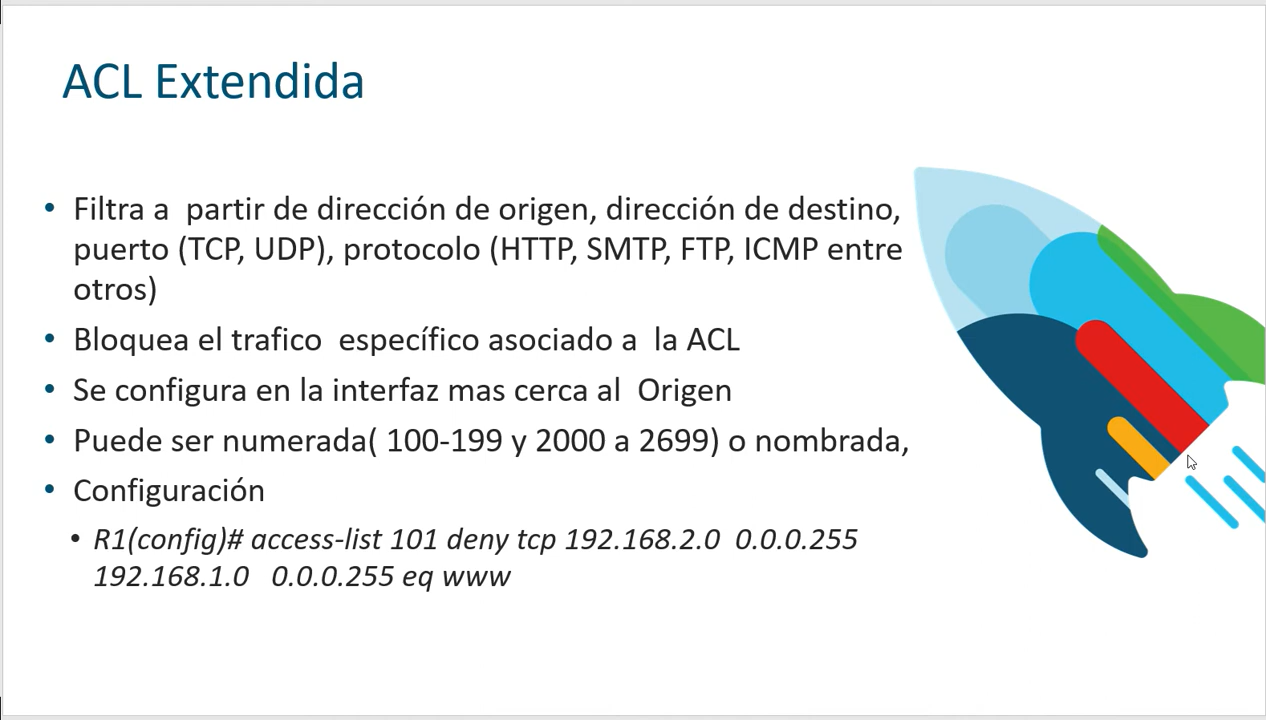 ACL Extendida
• Filtra a partir de dirección de origen, dirección de destino,
puerto (TCP, UDP), protocolo (HTTP, SMTP, FTP, ICMP entre
otros)
• Bloquea el trafico específico asociado a la ACL
• Se configura en la interfaz mas cerca al Origen
• Puede ser numerada( 100-199 y 2000 a 2699) o nombrada,
• Configuración
• R1(config)# access-list 101 deny tcp 192.168.2.0 0.0.0.255
192.168.1.0 0.0.0.255 eq www